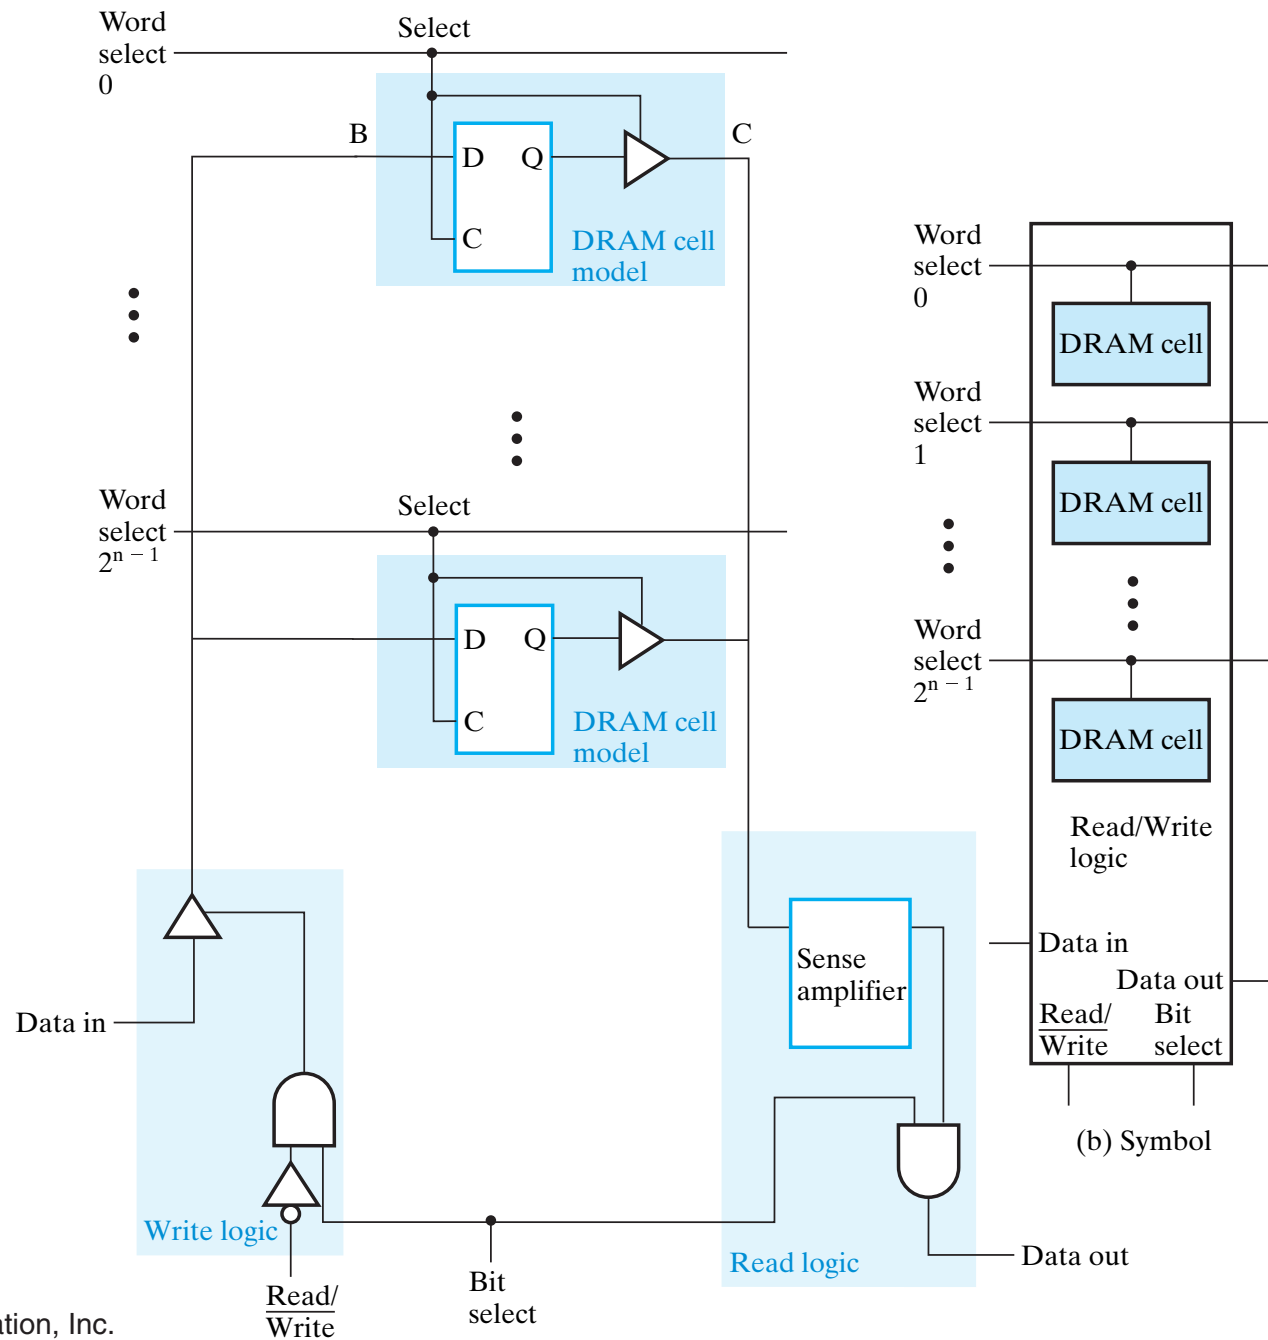 Word
select
0
Select
B
D
Q
C
C
DRAM cell
model
Word
select
2ⁿ ⁻ ¹
Select
D
Q
C
DRAM cell
model
Sense
amplifier
Data in
Write logic
Read/
Write
Bit
select
Read logic
Data out
Word
select
0
DRAM cell
Word
select
1
DRAM cell
Word
select
2ⁿ ⁻ ¹
DRAM cell
Read/Write
logic
Data in
Data out
Read/
Write
Bit
select
(b) Symbol
ation, Inc.